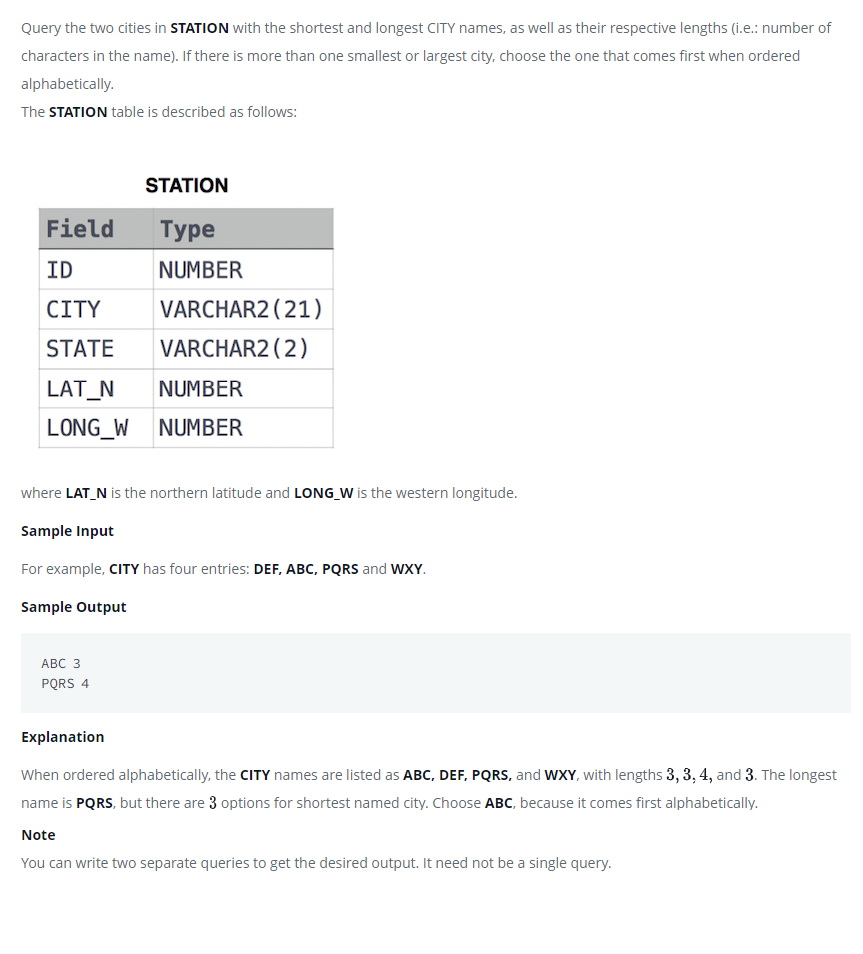 Query the two cities in STATION with the shortest and longest CITY names, as well as their respective lengths (i.e.: number of
characters in the name). If there is more than one smallest or largest city, choose the one that comes first when ordered
alphabetically.
The STATION table is described as follows:
STATION
Field Type
ID NUMBER
CITY VARCHAR2(21)
STATE VARCHAR2(2)
LAT_N NUMBER
LONG_W NUMBER
where LAT_N is the northern latitude and LONG_W is the western longitude.
Sample Input
For example, CITY has four entries: DEF, ABC, PQRS and WXY.
Sample Output
ABC 3
PQRS 4
Explanation
When ordered alphabetically, the CITY names are listed as ABC, DEF, PQRS, and WXY, with lengths 3, 3, 4, and 3. The longest
name is PQRS, but there are 3 options for shortest named city. Choose ABC, because it comes first alphabetically.
Note
You can write two separate queries to get the desired output. It need not be a single query.